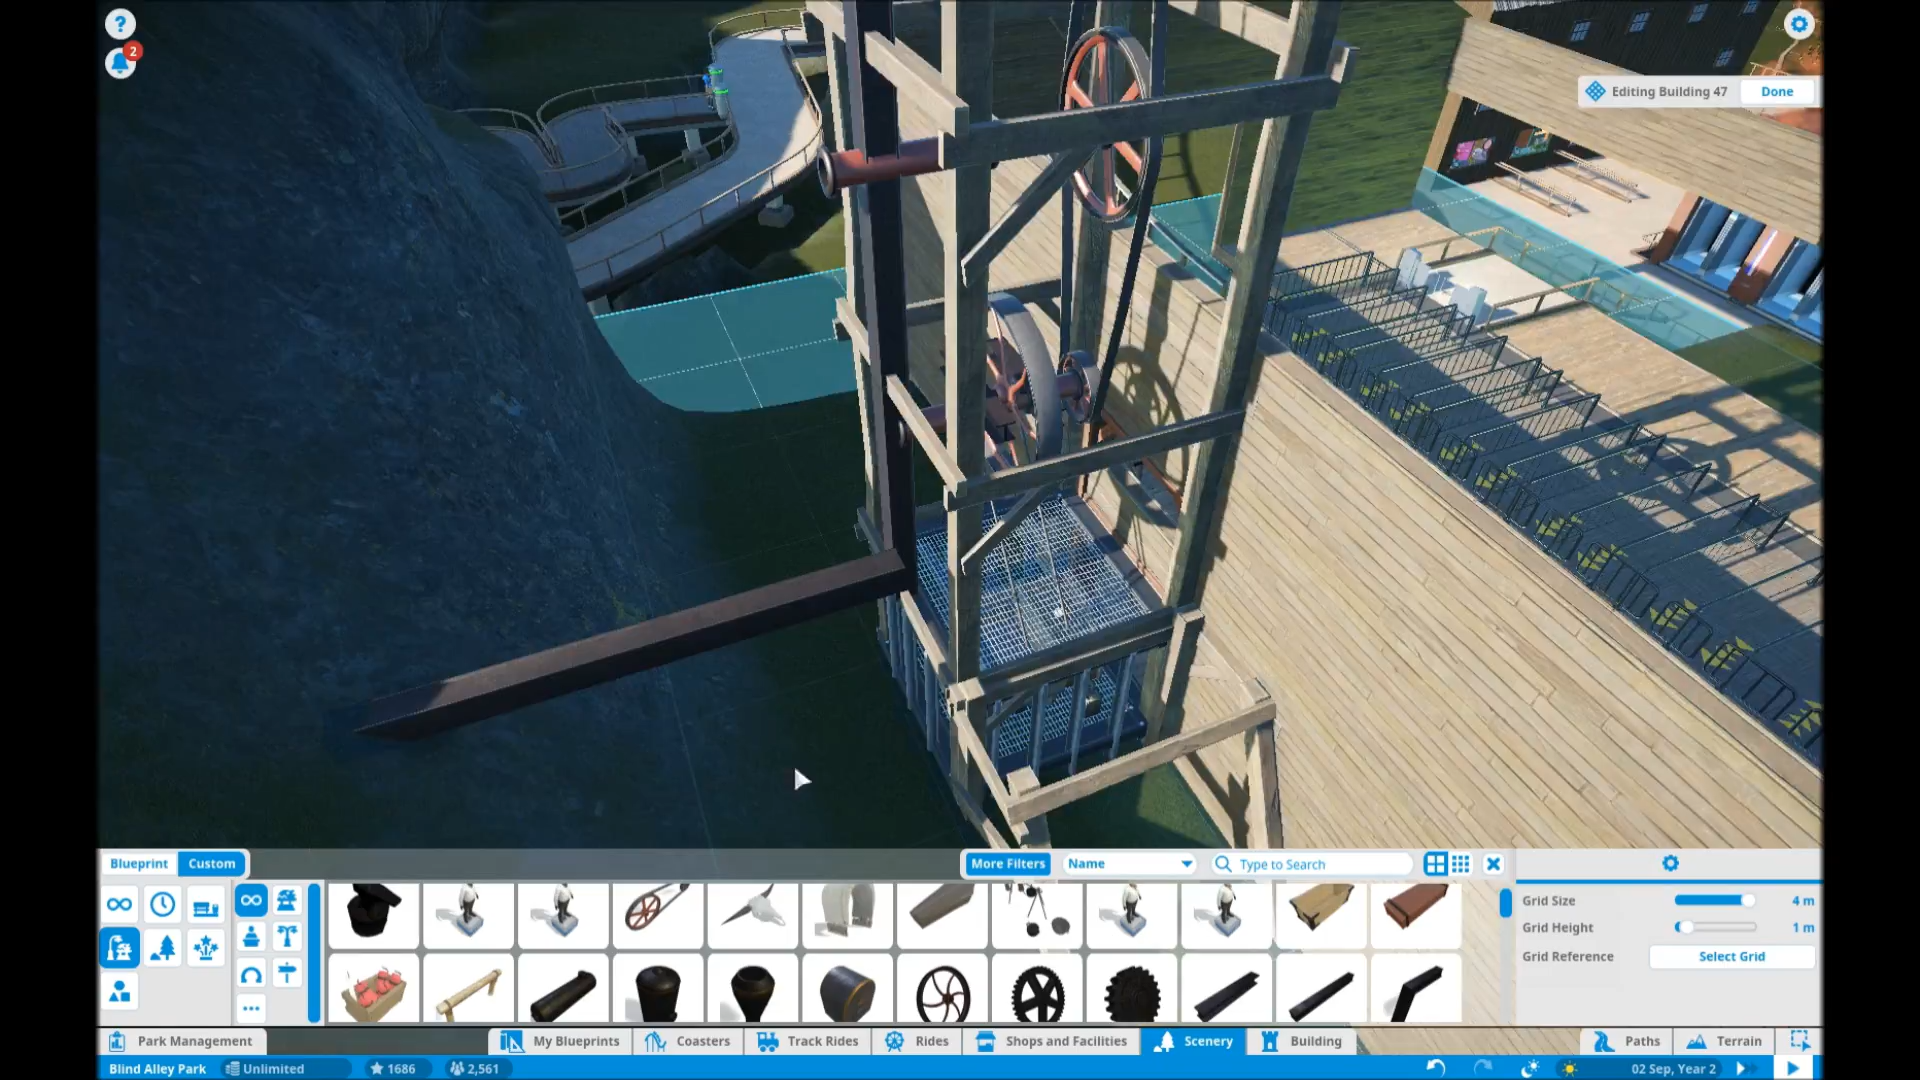 ?
2
Editing Building 47
Done
Blueprint
Custom
More Filters
Name
Type to Search
Grid Size
4 m
Grid Height
1 m
Grid Reference
Select Grid
Park Management
My Blueprints
Coasters
Track Rides
Rides
Shops and Facilities
Scenery
Building
Paths
Terrain
Blind Alley Park
Unlimited
1686
2,561
02 Sep, Year 2